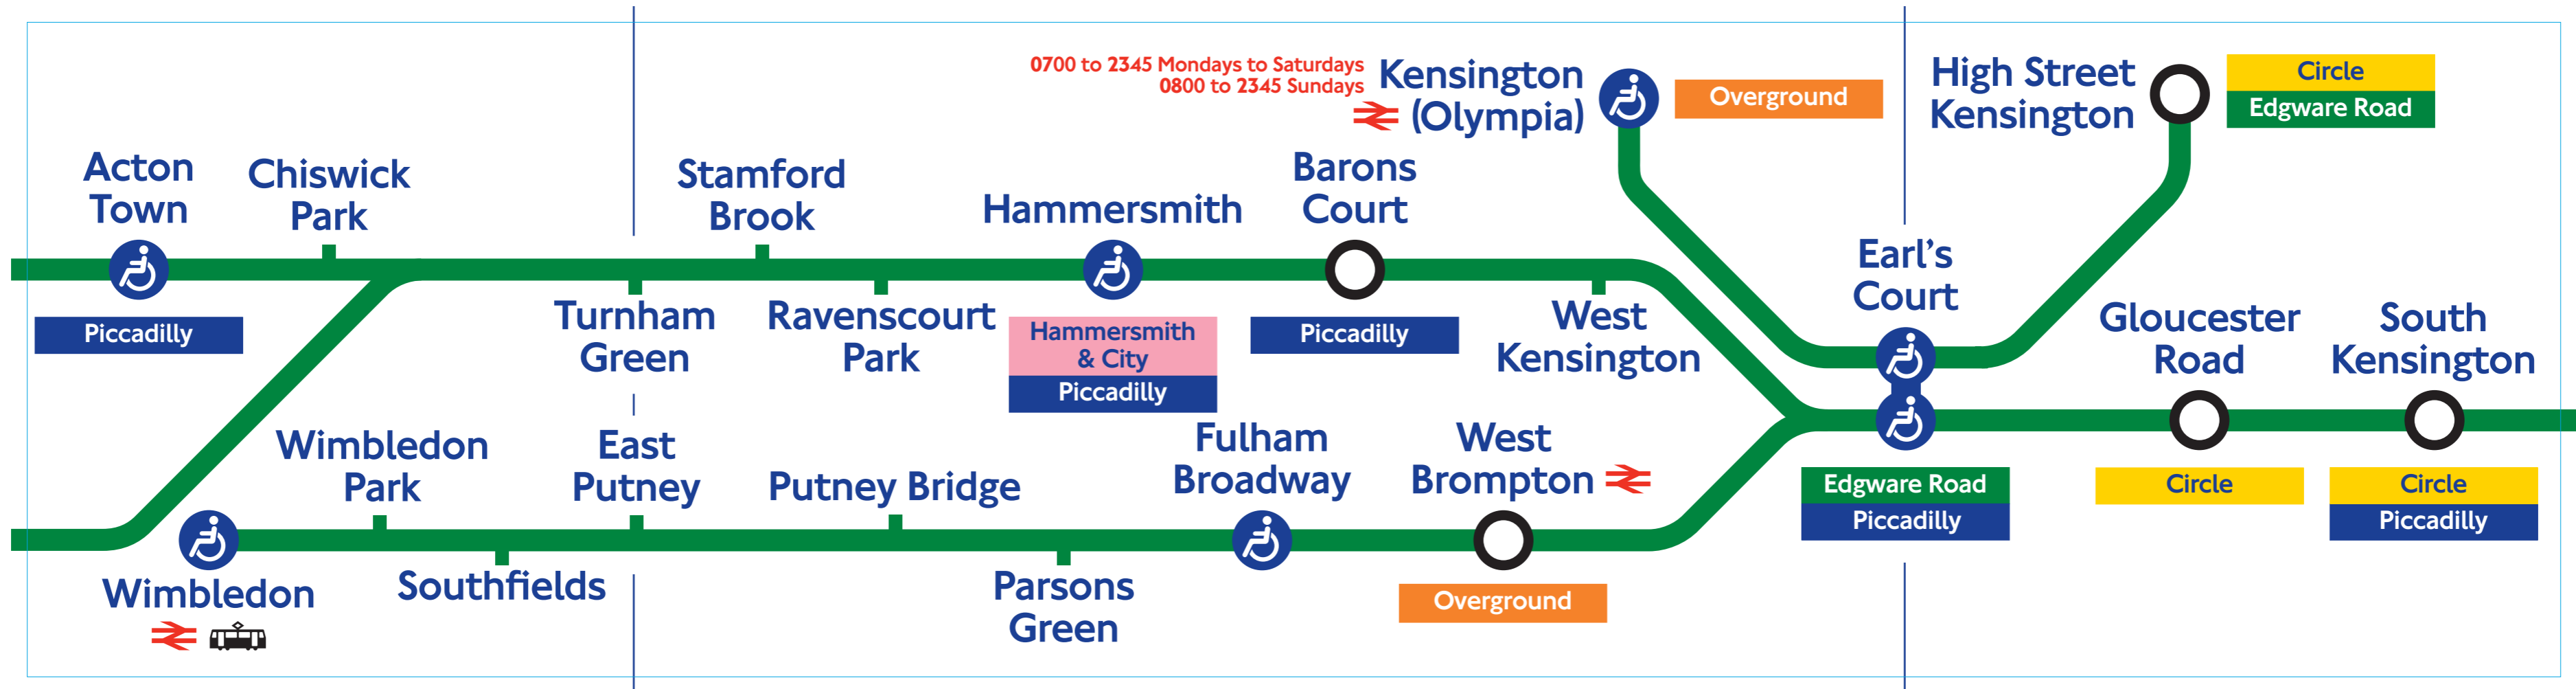 0700 to 2345 Mondays to Saturdays
0800 to 2345 Sundays
Kensington
(Olympia)
Overground
High Street
Kensington
Circle
Edgware Road
Acton
Town
Piccadilly
Chiswick
Park
Turnham
Green
Stamford
Brook
Ravenscourt
Park
Hammersmith
Hammersmith
& City
Piccadilly
Barons
Court
Piccadilly
West
Kensington
Earl's
Court
Edgware Road
Piccadilly
Gloucester
Road
Circle
South
Kensington
Circle
Piccadilly
Wimbledon
Wimbledon
Park
Southfields
East
Putney
Putney Bridge
Parsons
Green
Fulham
Broadway
West
Brompton
Overground